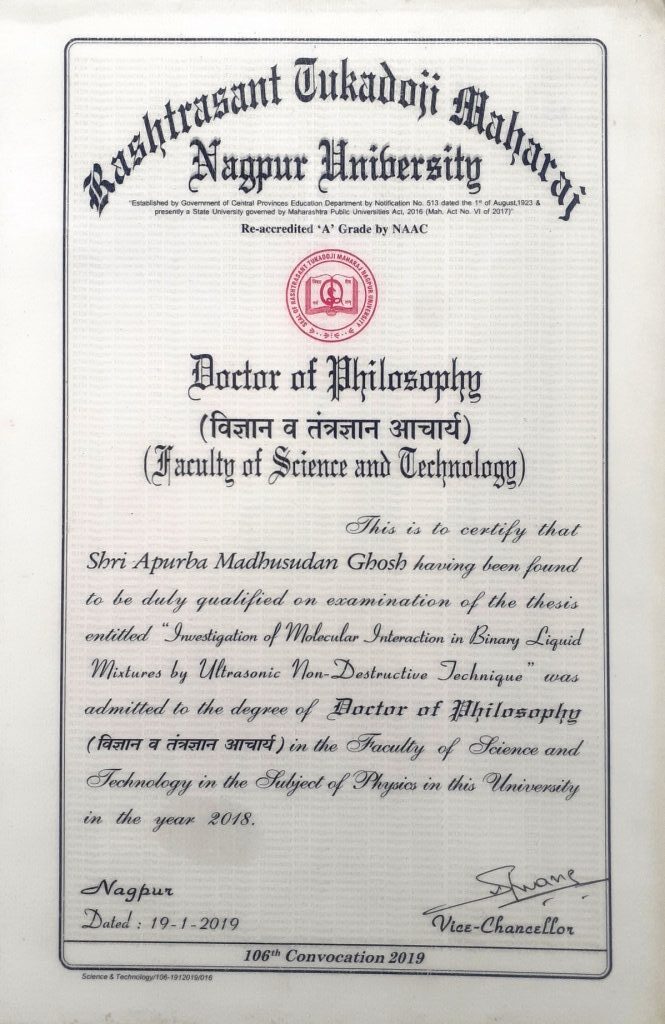 Rashtrasant Tukadoji Maharaj
Nagpur University
"Established by Government of Central Provinces Education Department by Notification No. 513 dated the 1st of August,1923 &
presently a State University governed by Maharashtra Public Universities Act, 2016 (Mah. Act No. VI of 2017)"
Re-accredited 'A' Grade by NAAC
SEAL OF RASHTRASANT TUKADOJI MAHARAJ NAGPUR UNIVERSITY
Doctor of Philosophy
(विज्ञान व तंत्रज्ञान आचार्य)
(Faculty of Science and Technology)
This is to certify that
Shri Apurba Madhusudan Ghosh having been found
to be duly qualified on examination of the thesis
entitled "Investigation of Molecular Interaction in Binary Liquid
Mixtures by Ultrasonic Non-Destructive Technique" was
admitted to the degree of Doctor of Philosophy
(विज्ञान व तंत्रज्ञान आचार्य) in the Faculty of Science and
Technology in the Subject of Physics in this University
in the year 2018.
Nagpur
Dated : 19-1-2019
Vice-Chancellor
106th Convocation 2019
Science & Technology/106-1912019/016